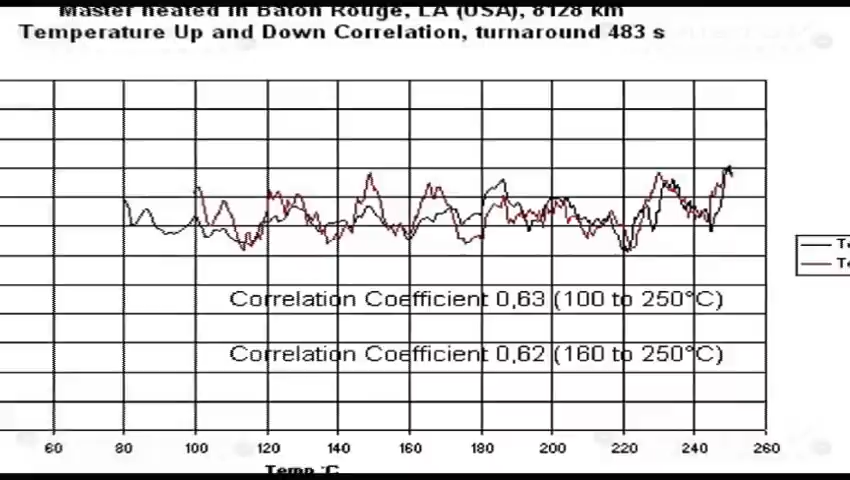 Master heated in Baton Rouge, LA (USA), 8128 km
Temperature Up and Down Correlation, turnaround 483 s
Correlation Coefficient 0,63 (100 to 250°C)
Correlation Coefficient 0,62 (160 to 250°C)
60 80 100 120 140 160 180 200 220 240 260
Temp °C